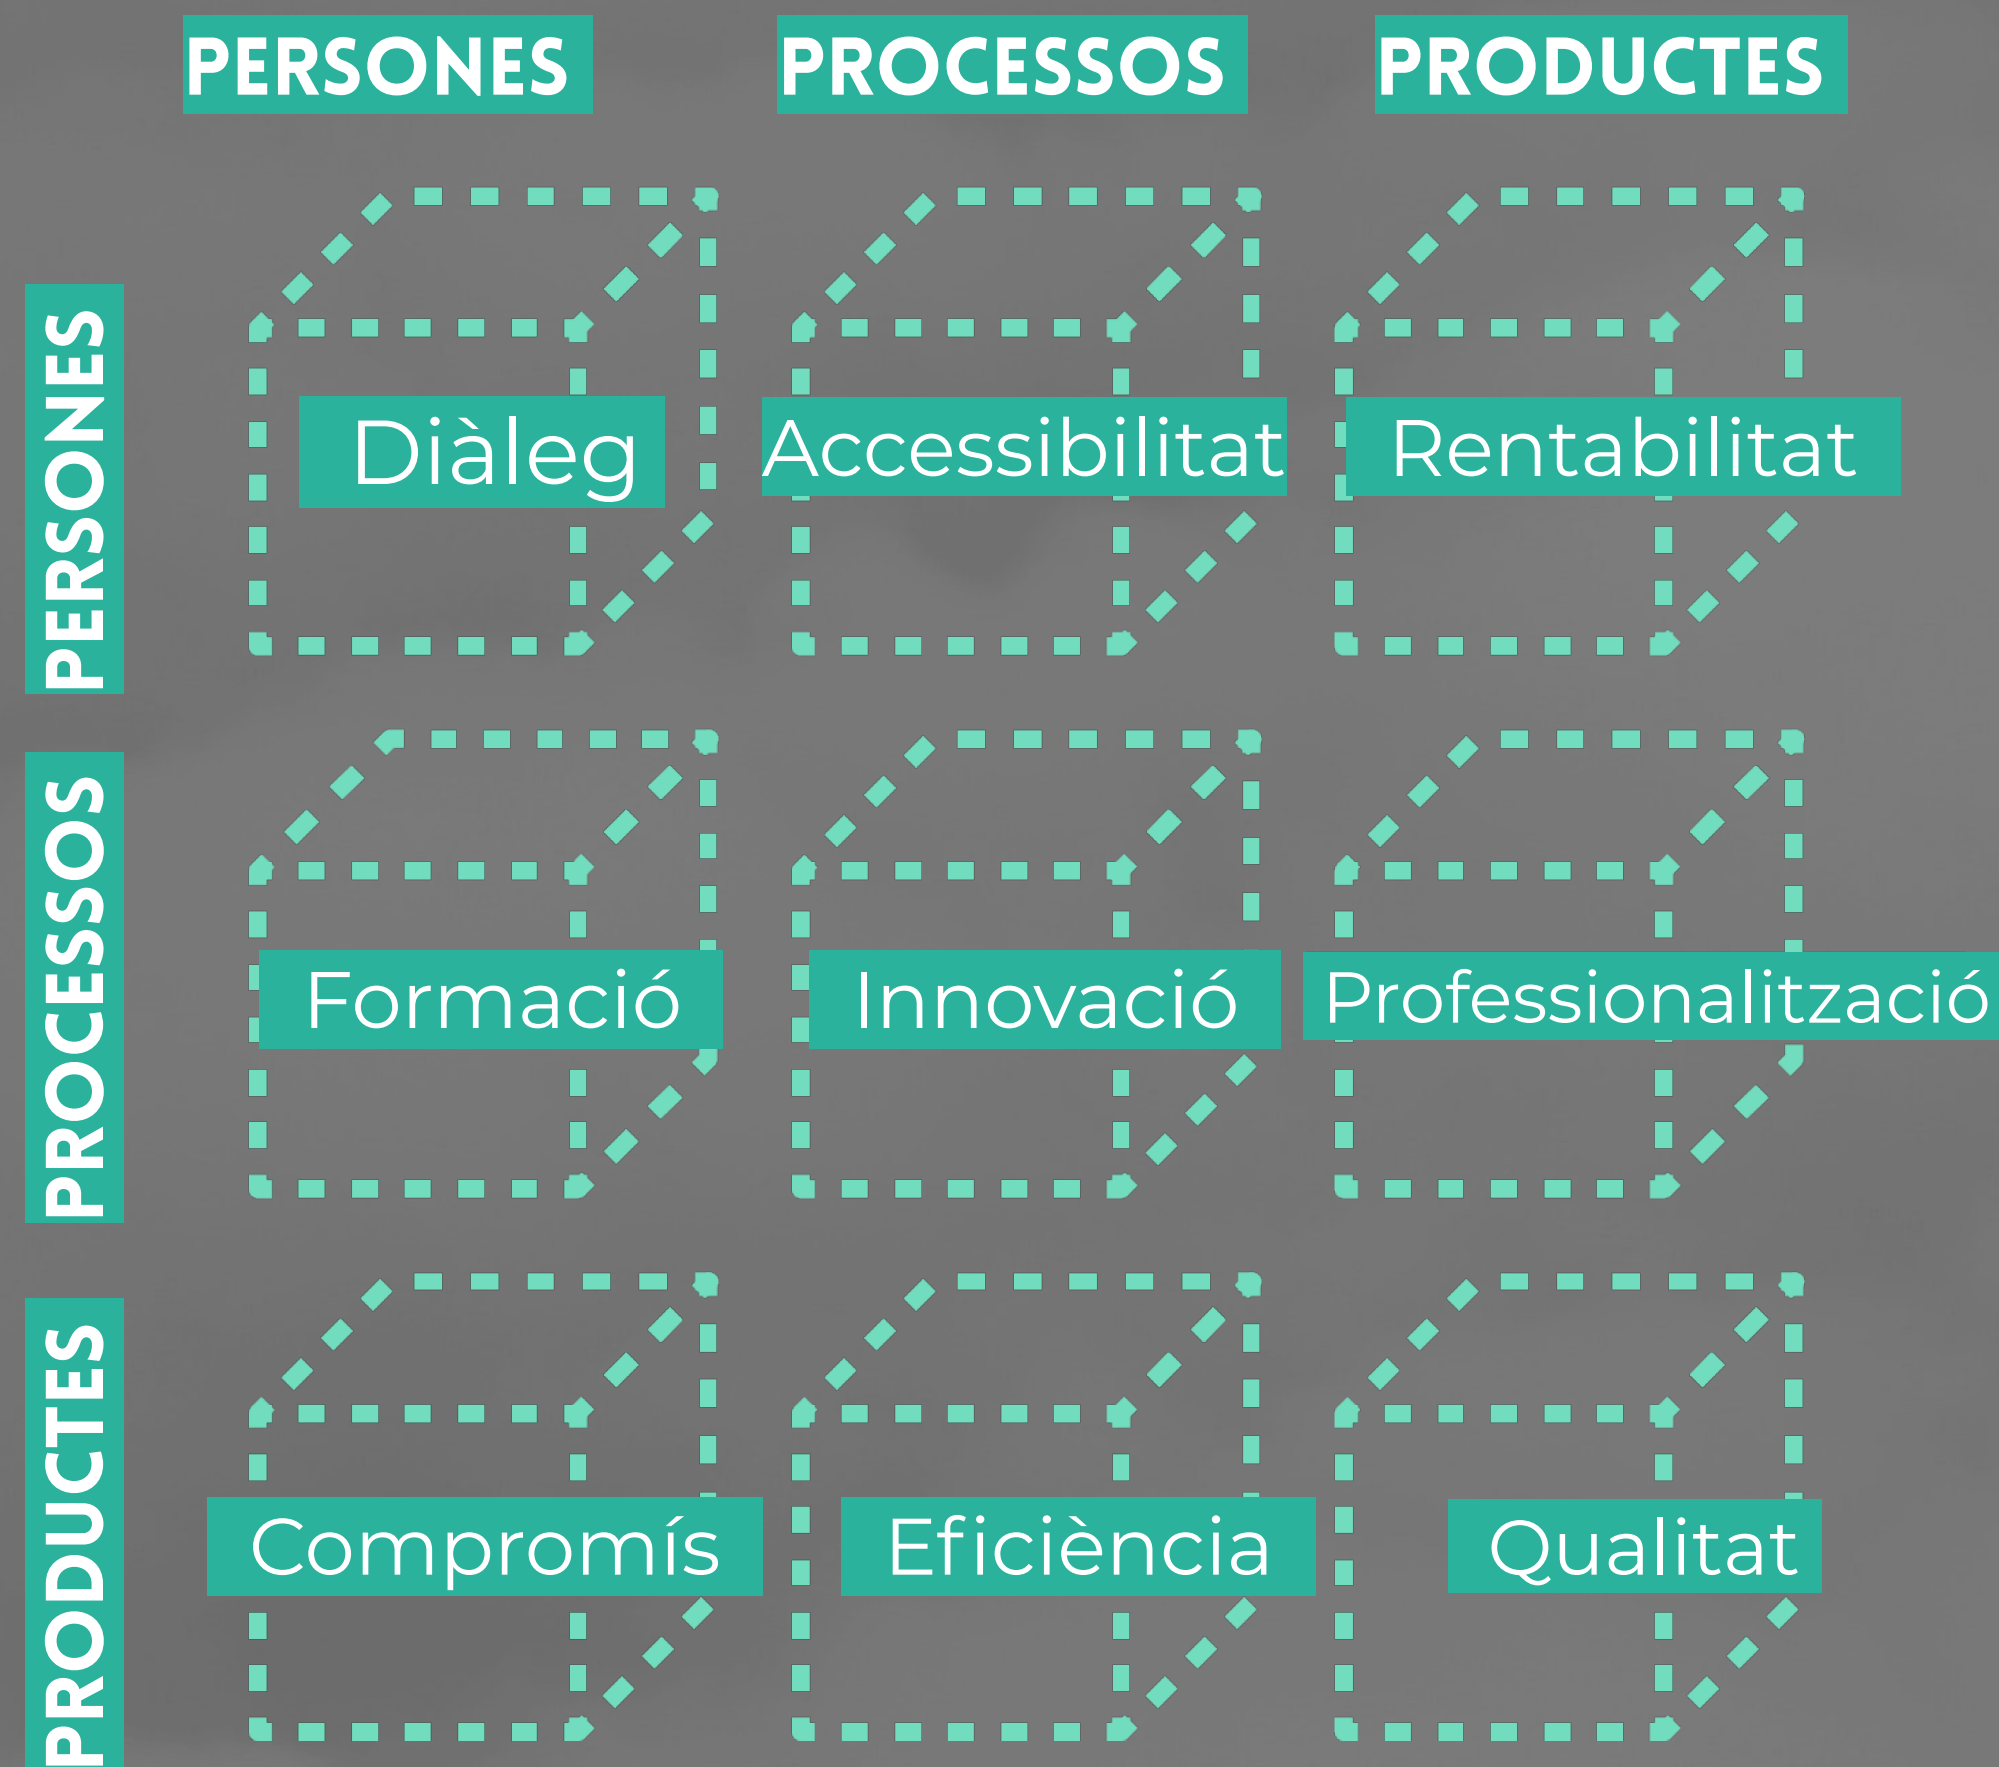 PERSONES PROCESSOS PRODUCTES
PERSONES
Diàleg Accessibilitat Rentabilitat
PROCESSOS
Formació Innovació Professionalització
PRODUCTES
Compromís Eficiència Qualitat